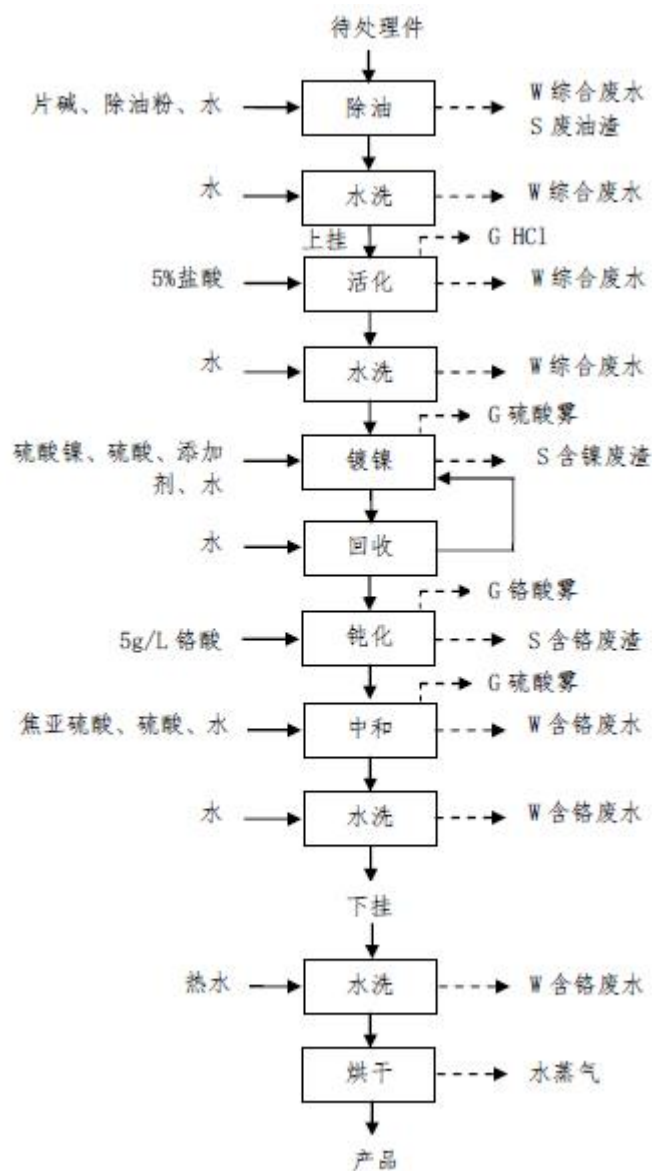 待处理件
片碱、除油粉、水
除油
W 综合废水
S 废油渣
水
水洗
W 综合废水
上挂
G HCl
5%盐酸
活化
W 综合废水
水
水洗
W 综合废水
G 硫酸雾
硫酸镍、硫酸、添加
剂、水
镀镍
S 含镍废渣
水
回收
G 铬酸雾
5g/L 铬酸
钝化
S 含铬废渣
G 硫酸雾
焦亚硫酸、硫酸、水
中和
W 含铬废水
水
水洗
W 含铬废水
下挂
热水
水洗
W 含铬废水
烘干
水蒸气
产品